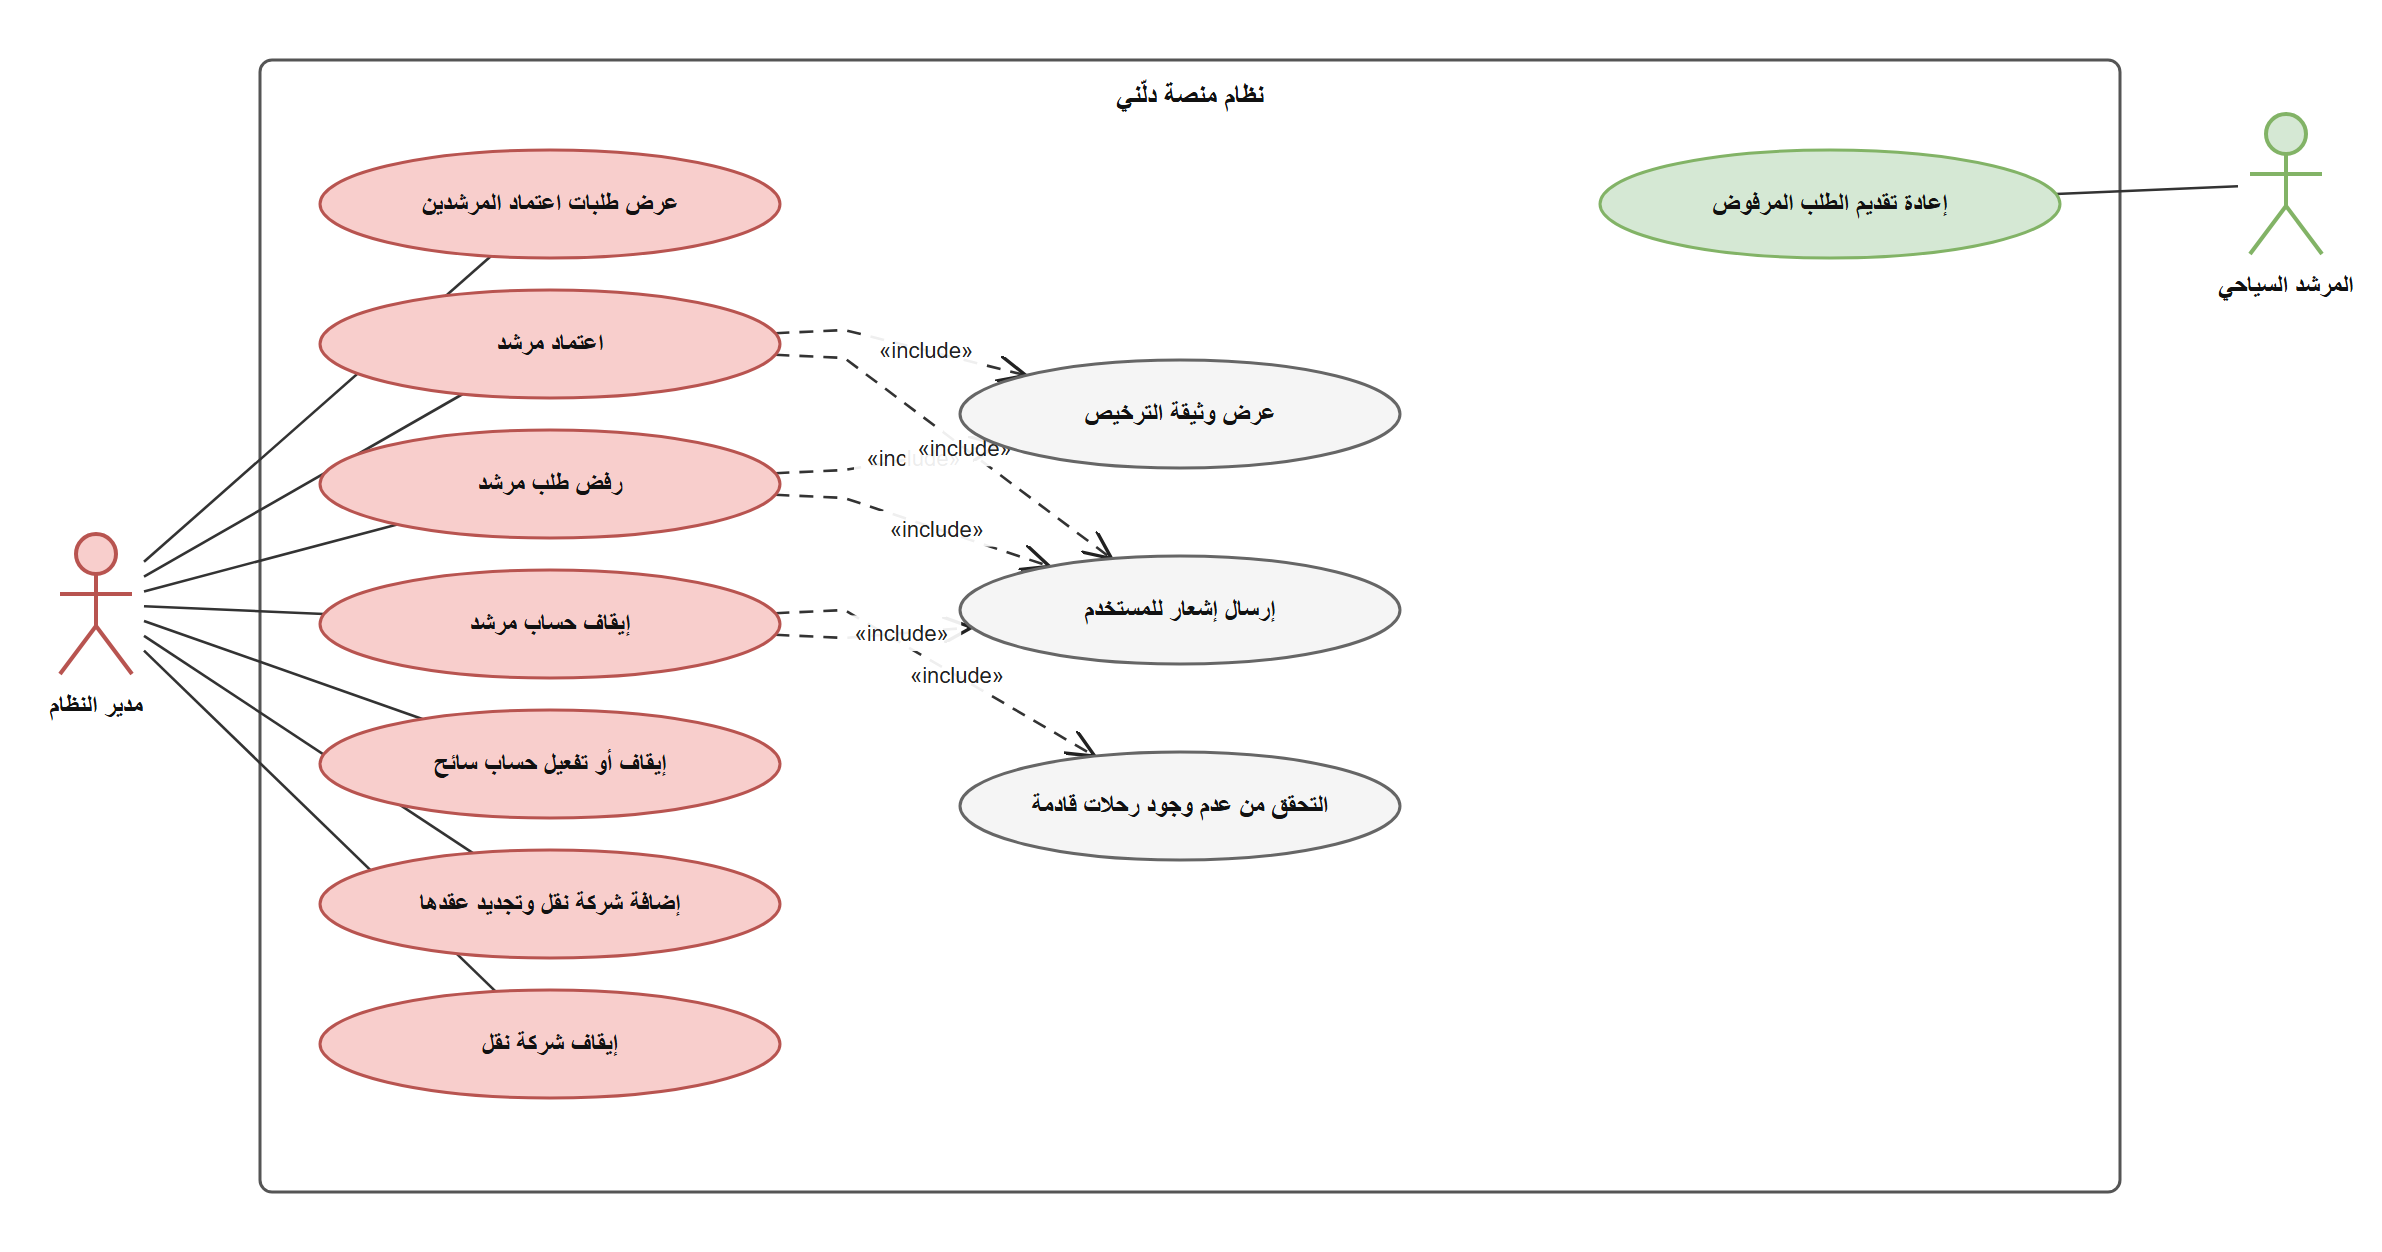 نظام منصة دلّني
عرض طلبات اعتماد المرشدين
إعادة تقديم الطلب المرفوض
المرشد السياحي
اعتماد مرشد
«include»
عرض وثيقة الترخيص
«include»
«include»
رفض طلب مرشد
«include»
إرسال إشعار للمستخدم
إيقاف حساب مرشد
«include»
«include»
مدير النظام
إيقاف أو تفعيل حساب سائح
التحقق من عدم وجود رحلات قادمة
إضافة شركة نقل وتجديد عقدها
إيقاف شركة نقل